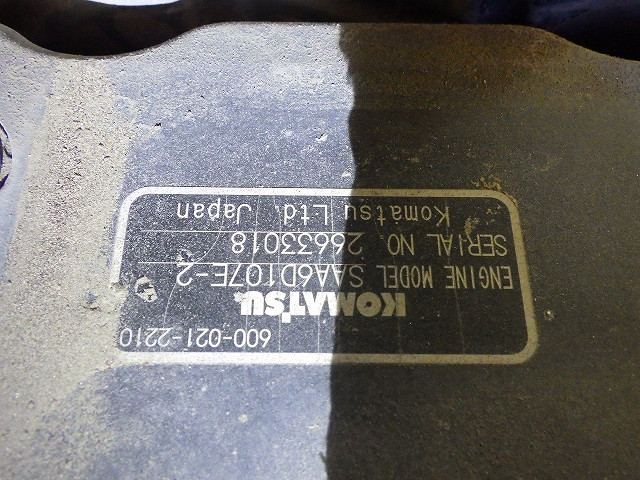 600-021-2210
KOMATSU
ENGINE MODEL SAA6D107E-2
SERIAL NO. 26633018
Komatsu Ltd. Japan